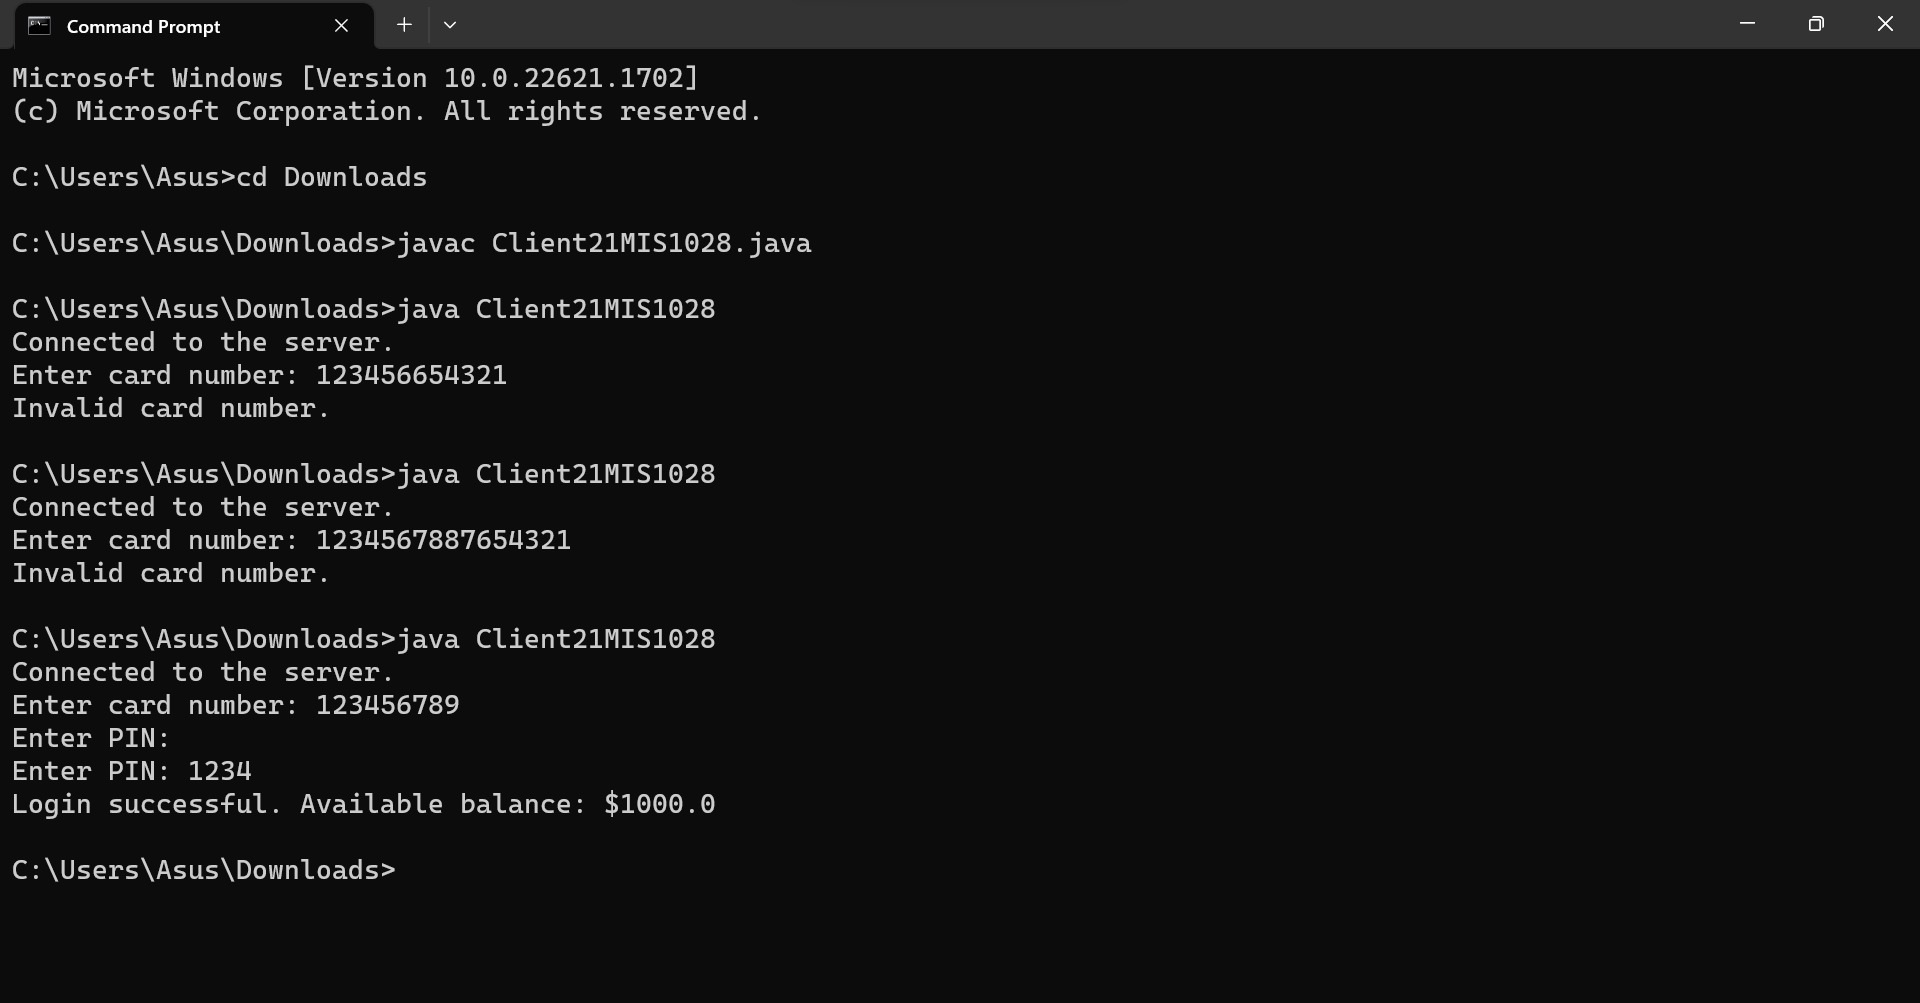 Command Prompt
Microsoft Windows [Version 10.0.22621.1702]
(c) Microsoft Corporation. All rights reserved.
C:\Users\Asus>cd Downloads
C:\Users\Asus\Downloads>javac Client21MIS1028.java
C:\Users\Asus\Downloads>java Client21MIS1028
Connected to the server.
Enter card number: 123456654321
Invalid card number.
C:\Users\Asus\Downloads>java Client21MIS1028
Connected to the server.
Enter card number: 1234567887654321
Invalid card number.
C:\Users\Asus\Downloads>java Client21MIS1028
Connected to the server.
Enter card number: 123456789
Enter PIN:
Enter PIN: 1234
Login successful. Available balance: $1000.0
C:\Users\Asus\Downloads>